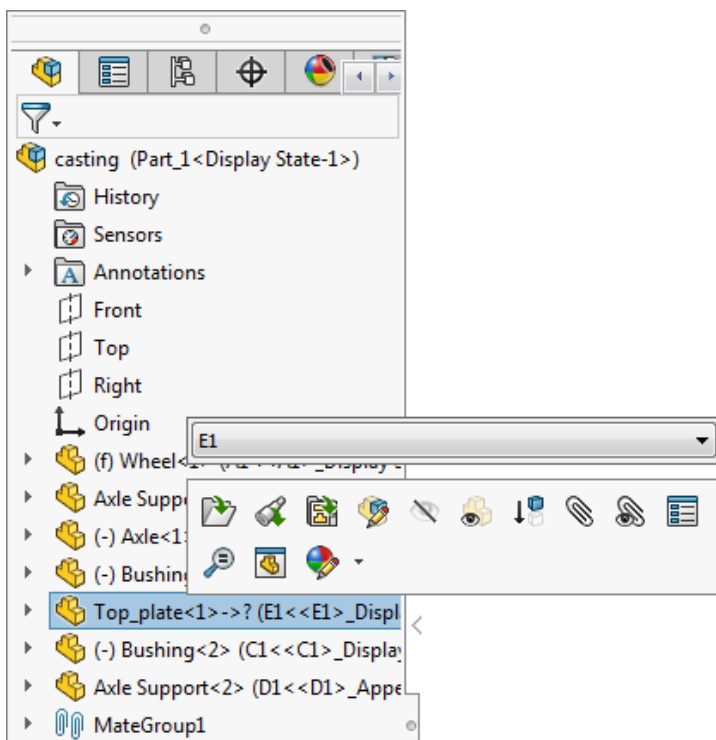 casting (Part_1<Display State-1>)
History
Sensors
A Annotations
Front
Top
Right
Origin
E1
(f) Wheel<1>
Axle
(-) Axle<1>
(-) Bushing
Top_plate<1>->? (E1<<E1>_Displ
(-) Bushing<2> (C1<<C1>_Display
Axle Support<2> (D1<<D1>_Appe
MateGroup1